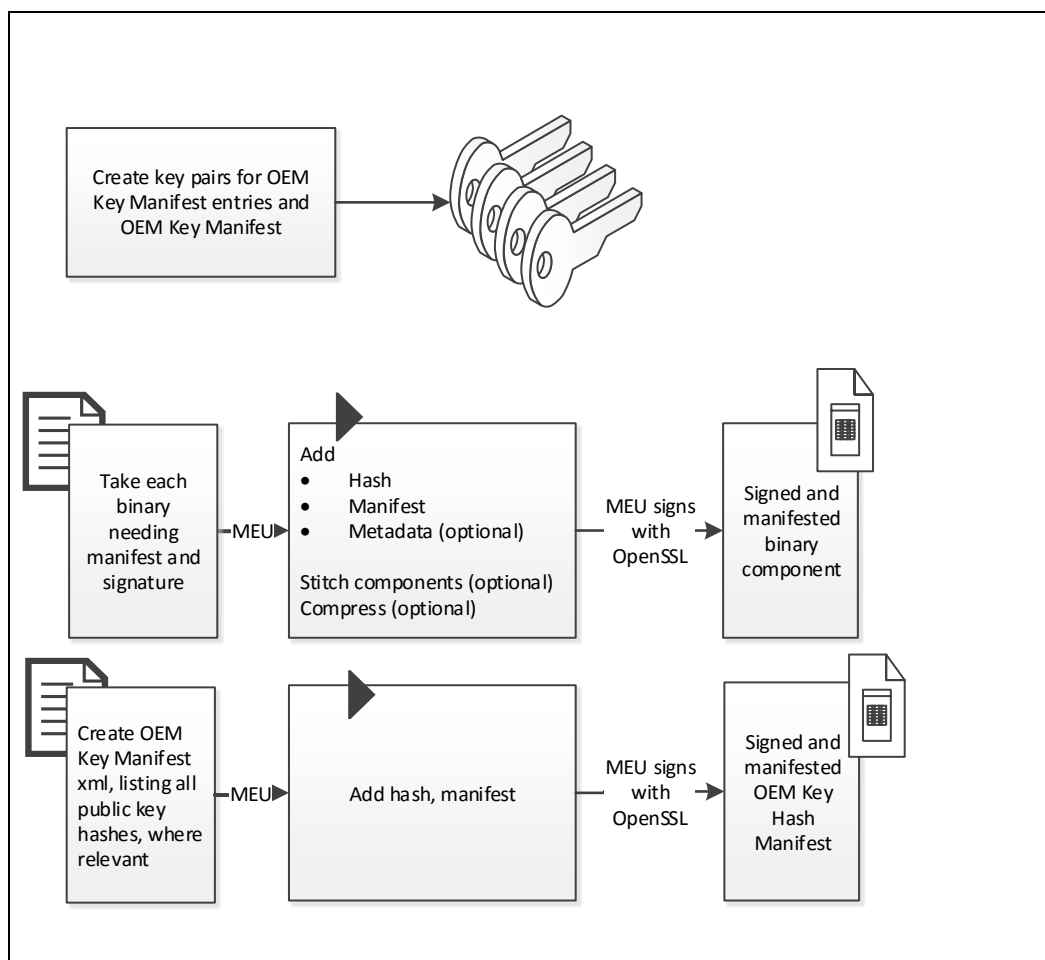 Create key pairs for OEM
Key Manifest entries and
OEM Key Manifest
Take each
binary
needing
manifest and
signature
MEU
Add
• Hash
• Manifest
• Metadata (optional)
Stitch components (optional)
Compress (optional)
MEU signs
with
OpenSSL
Signed and
manifested
binary
component
Create OEM
Key Manifest
xml, listing all
public key
hashes, where
relevant
MEU
Add hash, manifest
MEU signs
with
OpenSSL
Signed and
manifested
OEM Key
Hash
Manifest